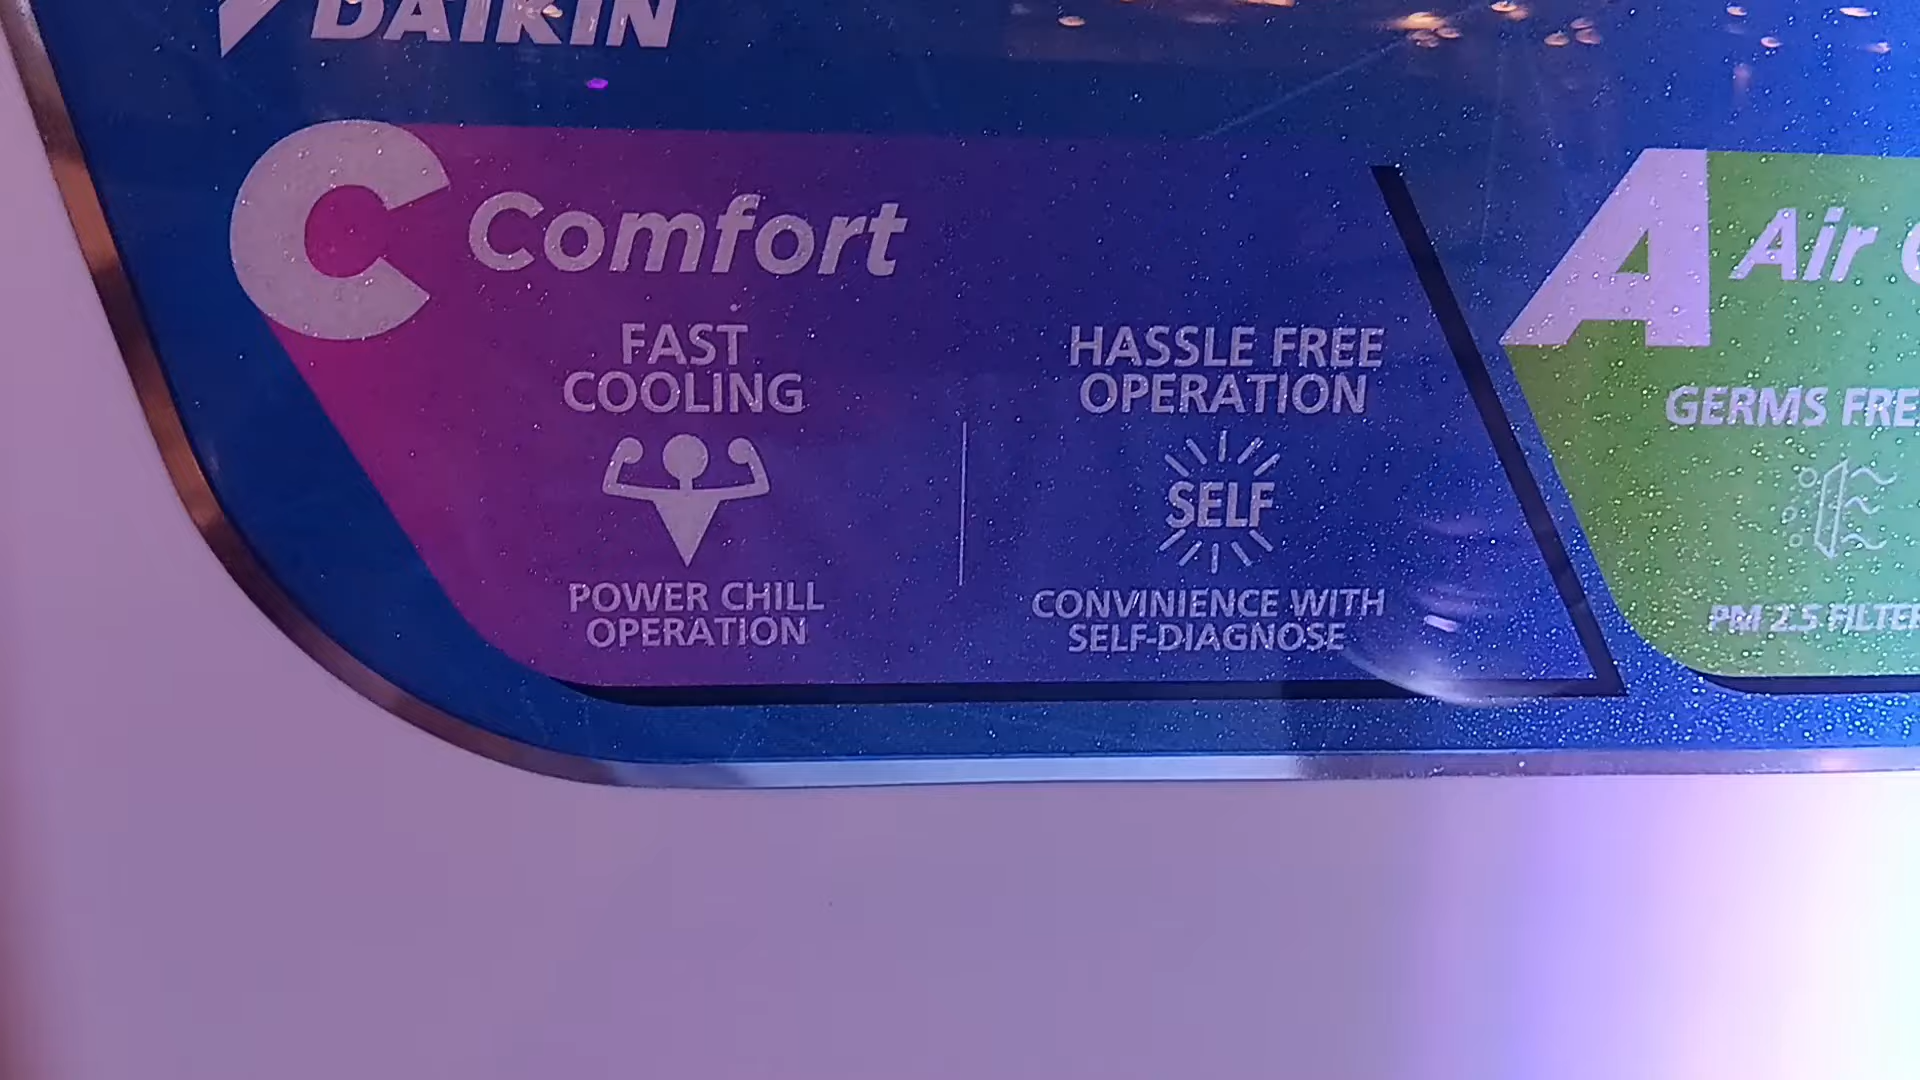 DAIKIN
C Comfort
FAST
COOLING
POWER CHILL
OPERATION
HASSLE FREE
OPERATION
SELF
CONVINIENCE WITH
SELF-DIAGNOSE
A Air
GERMS FRE
PM 2.5 FILTER